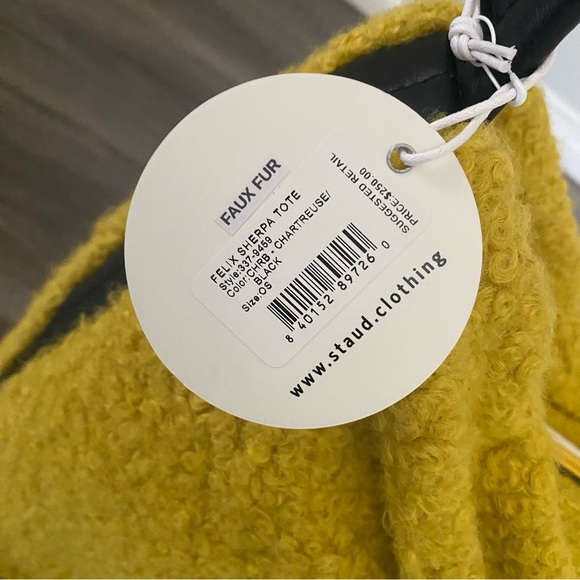 FAUX FUR
FELIX SHERPA TOTE
Style:337-9459
Color:CHRB - CHARTREUSE/
BLACK
Size:OS
8 40152 89726 0
SUGGESTED RETAIL
PRICE:$250.00
www.staud.clothing